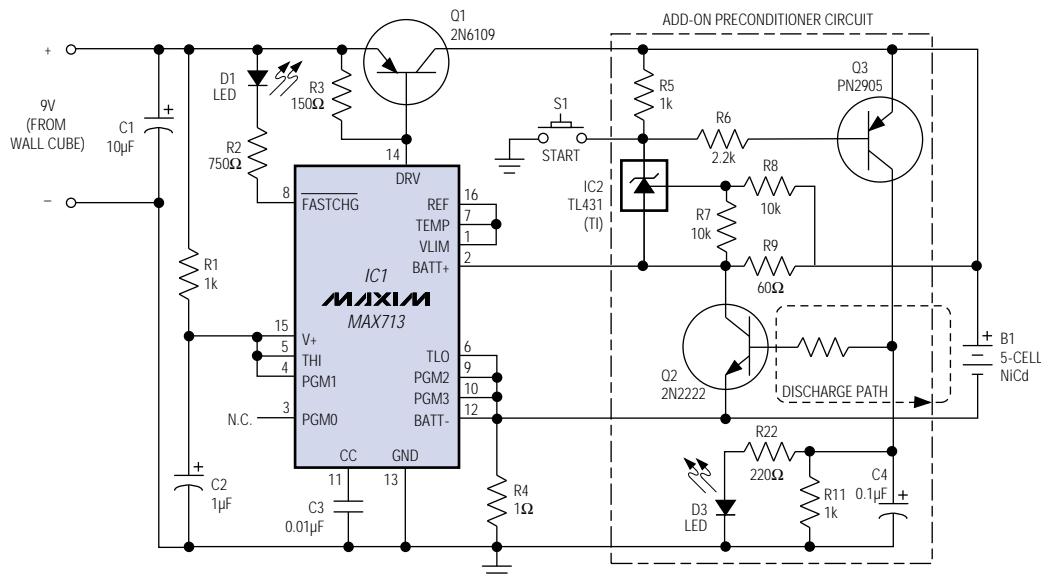 ADD-ON PRECONDITIONER CIRCUIT
Q1
2N6109
+
9V
(FROM
WALL CUBE)
−
C1
10µF
+
D1
LED
R2
750Ω
R3
150Ω
S1
START
R5
1k
R6
2.2k
Q3
PN2905
IC2
TL431
(TI)
R8
10k
R7
10k
R9
60Ω
R1
1k
14
DRV
8
FASTCHG
REF
16
TEMP
7
VLIM
1
BATT+
2
IC1
MAXIM
MAX713
15
V+
5
THI
4
PGM1
N.C.
3
PGM0
TLO
6
PGM2
9
PGM3
10
BATT-
12
CC
11
GND
13
Q2
2N2222
DISCHARGE PATH
+
B1
5-CELL
NiCd
+
C2
1µF
C3
0.01µF
R4
1Ω
R22
220Ω
D3
LED
R11
1k
C4
0.1µF
+